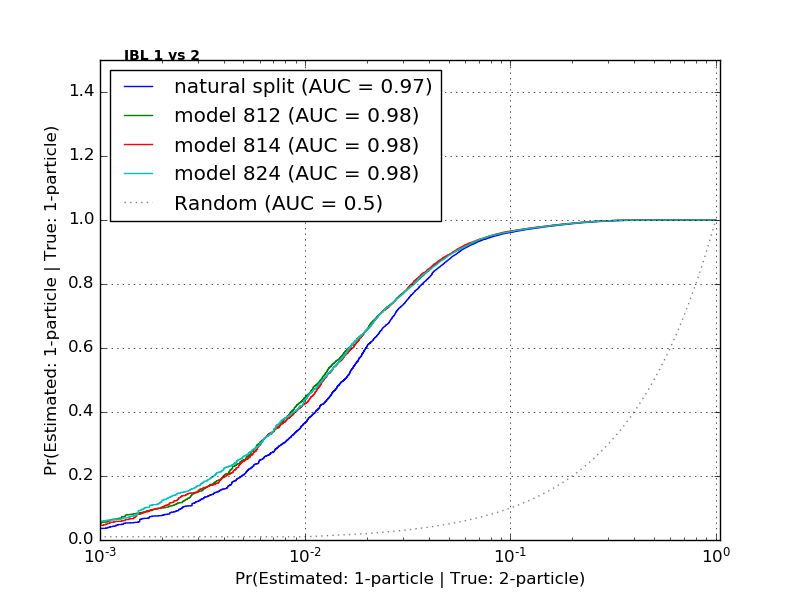 IBL 1 vs 2
natural split (AUC = 0.97)
model 812 (AUC = 0.98)
model 814 (AUC = 0.98)
model 824 (AUC = 0.98)
Random (AUC = 0.5)
Pr(Estimated: 1-particle | True: 1-particle)
1.4
1.2
1.0
0.8
0.6
0.4
0.2
0.0
10⁻³ 10⁻² 10⁻¹ 10⁰
Pr(Estimated: 1-particle | True: 2-particle)